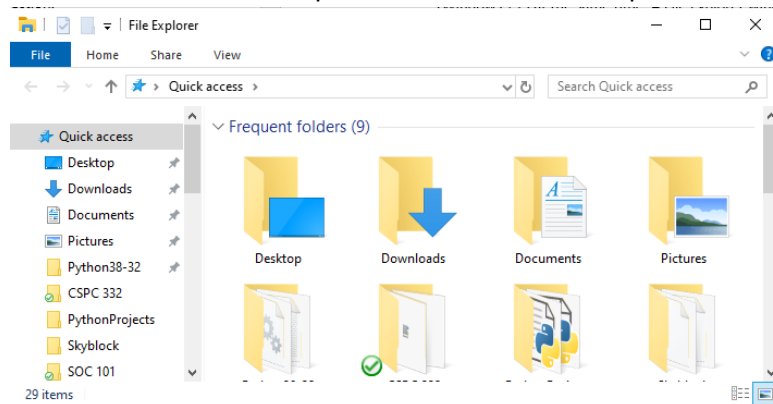 File Explorer
File Home Share View
Quick access
Search Quick access
Quick access
Desktop
Downloads
Documents
Pictures
Python38-32
CSPC 332
PythonProjects
Skyblock
SOC 101
Frequent folders (9)
Desktop Downloads Documents Pictures
29 items